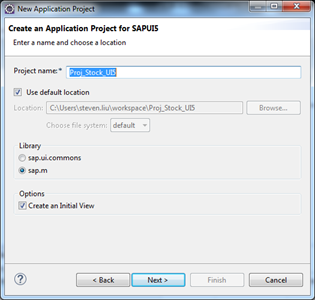 New Application Project
Create an Application Project for SAPUI5
Enter a name and choose a location
Project name:* Proj_Stock_UI5
Use default location
Location: C:\Users\steven.liu\workspace\Proj_Stock_UI5 Browse...
Choose file system: default
Library
sap.ui.commons
sap.m
Options
Create an Initial View
? < Back Next > Finish Cancel